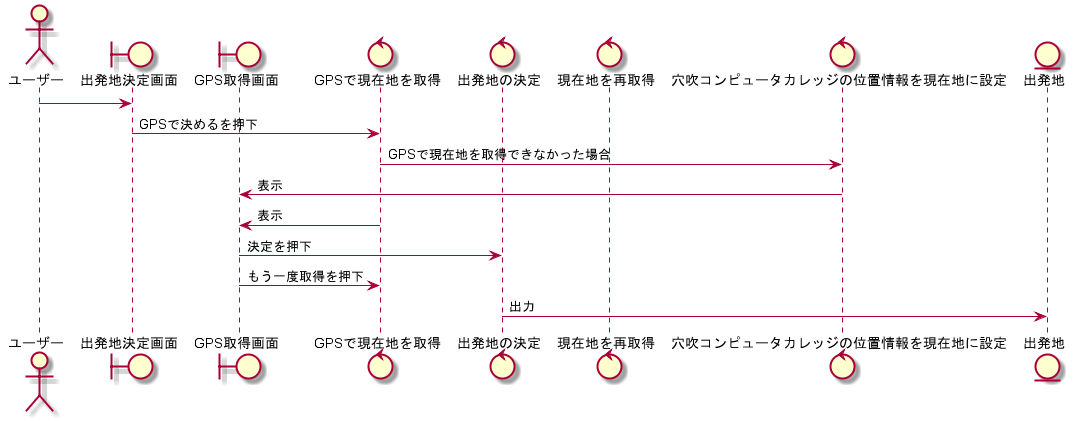 ユーザー 出発地決定画面 GPS取得画面 GPSで現在地を取得 出発地の決定 現在地を再取得 穴吹コンピュータカレッジの位置情報を現在地に設定 出発地
GPSで決めるを押下
GPSで現在地を取得できなかった場合
表示
表示
決定を押下
もう一度取得を押下
出力
ユーザー 出発地決定画面 GPS取得画面 GPSで現在地を取得 出発地の決定 現在地を再取得 穴吹コンピュータカレッジの位置情報を現在地に設定 出発地